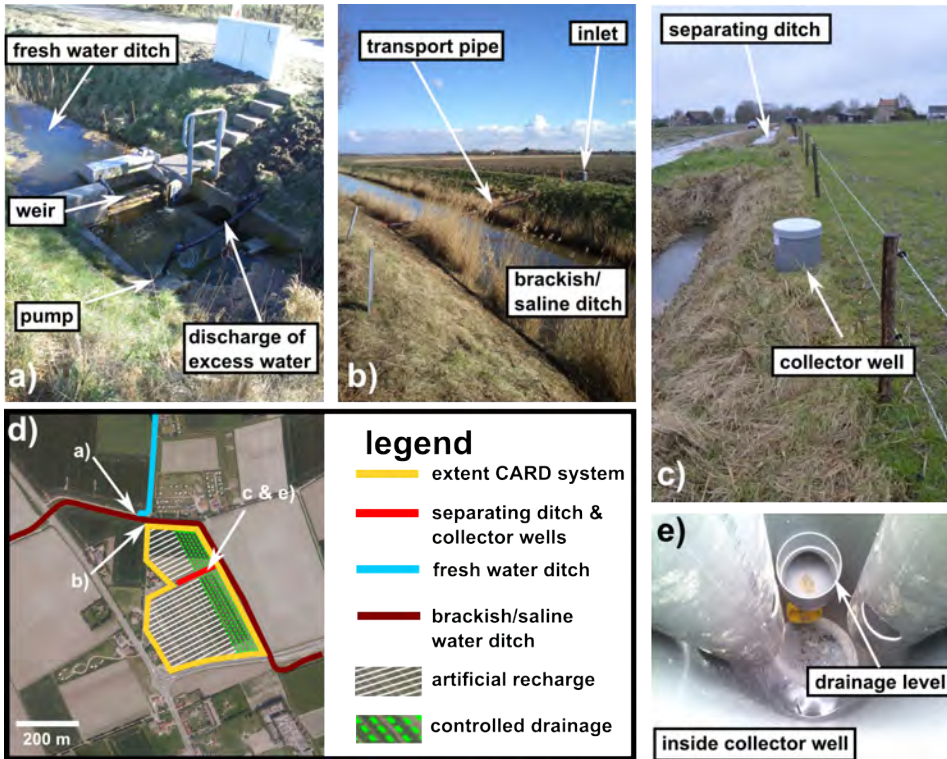 fresh water ditch
weir
pump
discharge of
excess water
a)
transport pipe
inlet
brackish/
saline ditch
b)
separating ditch
collector well
c)
d)
a)
c & e)
b)
200 m
legend
extent CARD system
separating ditch &
collector wells
fresh water ditch
brackish/saline
water ditch
artificial recharge
controlled drainage
e)
drainage level
inside collector well